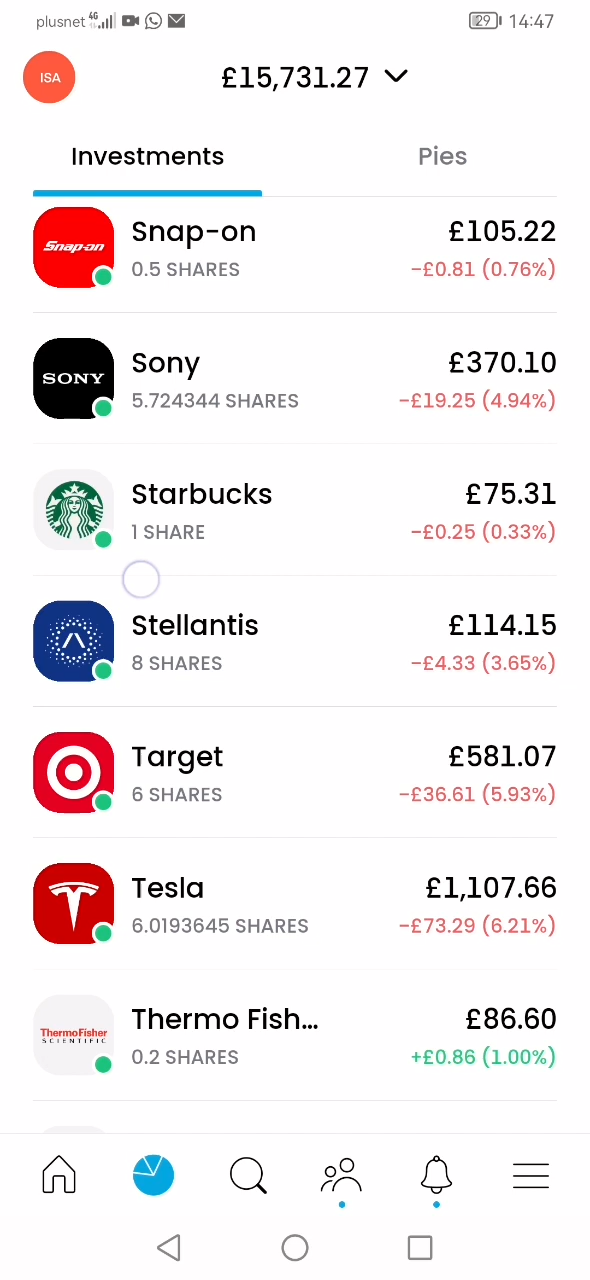 plusnet 4G 29 14:47
ISA £15,731.27
Investments Pies
Snap-on Snap-on £105.22
0.5 SHARES -£0.81 (0.76%)
SONY Sony £370.10
5.724344 SHARES -£19.25 (4.94%)
Starbucks £75.31
1 SHARE -£0.25 (0.33%)
Stellantis £114.15
8 SHARES -£4.33 (3.65%)
Target £581.07
6 SHARES -£36.61 (5.93%)
Tesla £1,107.66
6.0193645 SHARES -£73.29 (6.21%)
ThermoFisher
SCIENTIFIC
Thermo Fish... £86.60
0.2 SHARES +£0.86 (1.00%)